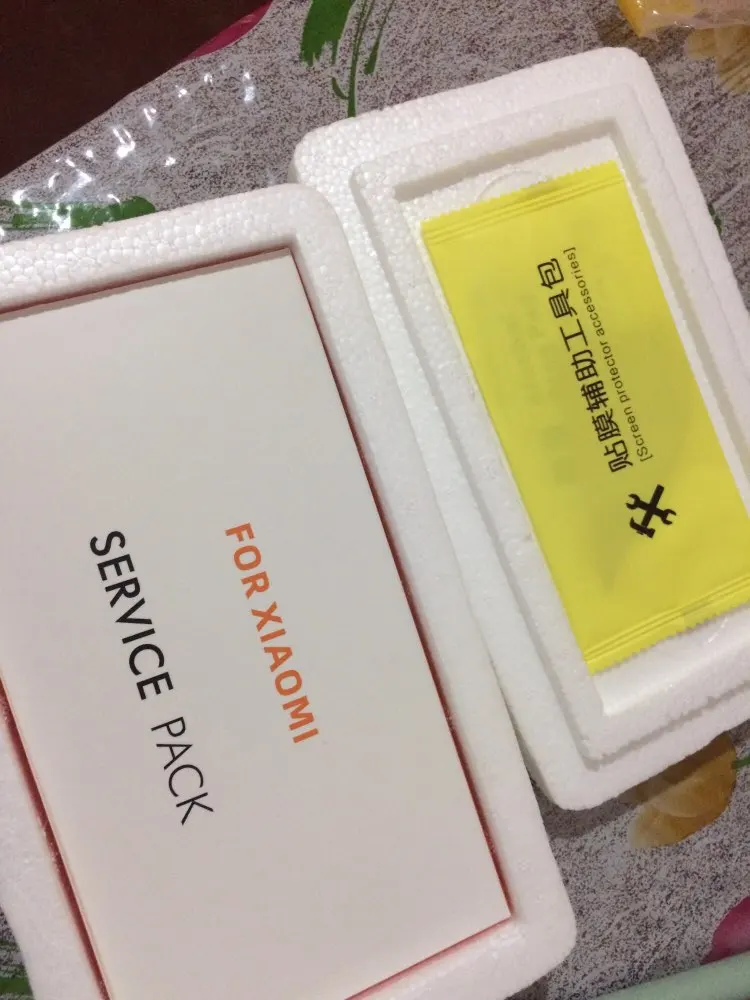 FOR XIAOMI
SERVICE PACK
贴膜辅助工具包
[Screen protector accessories]